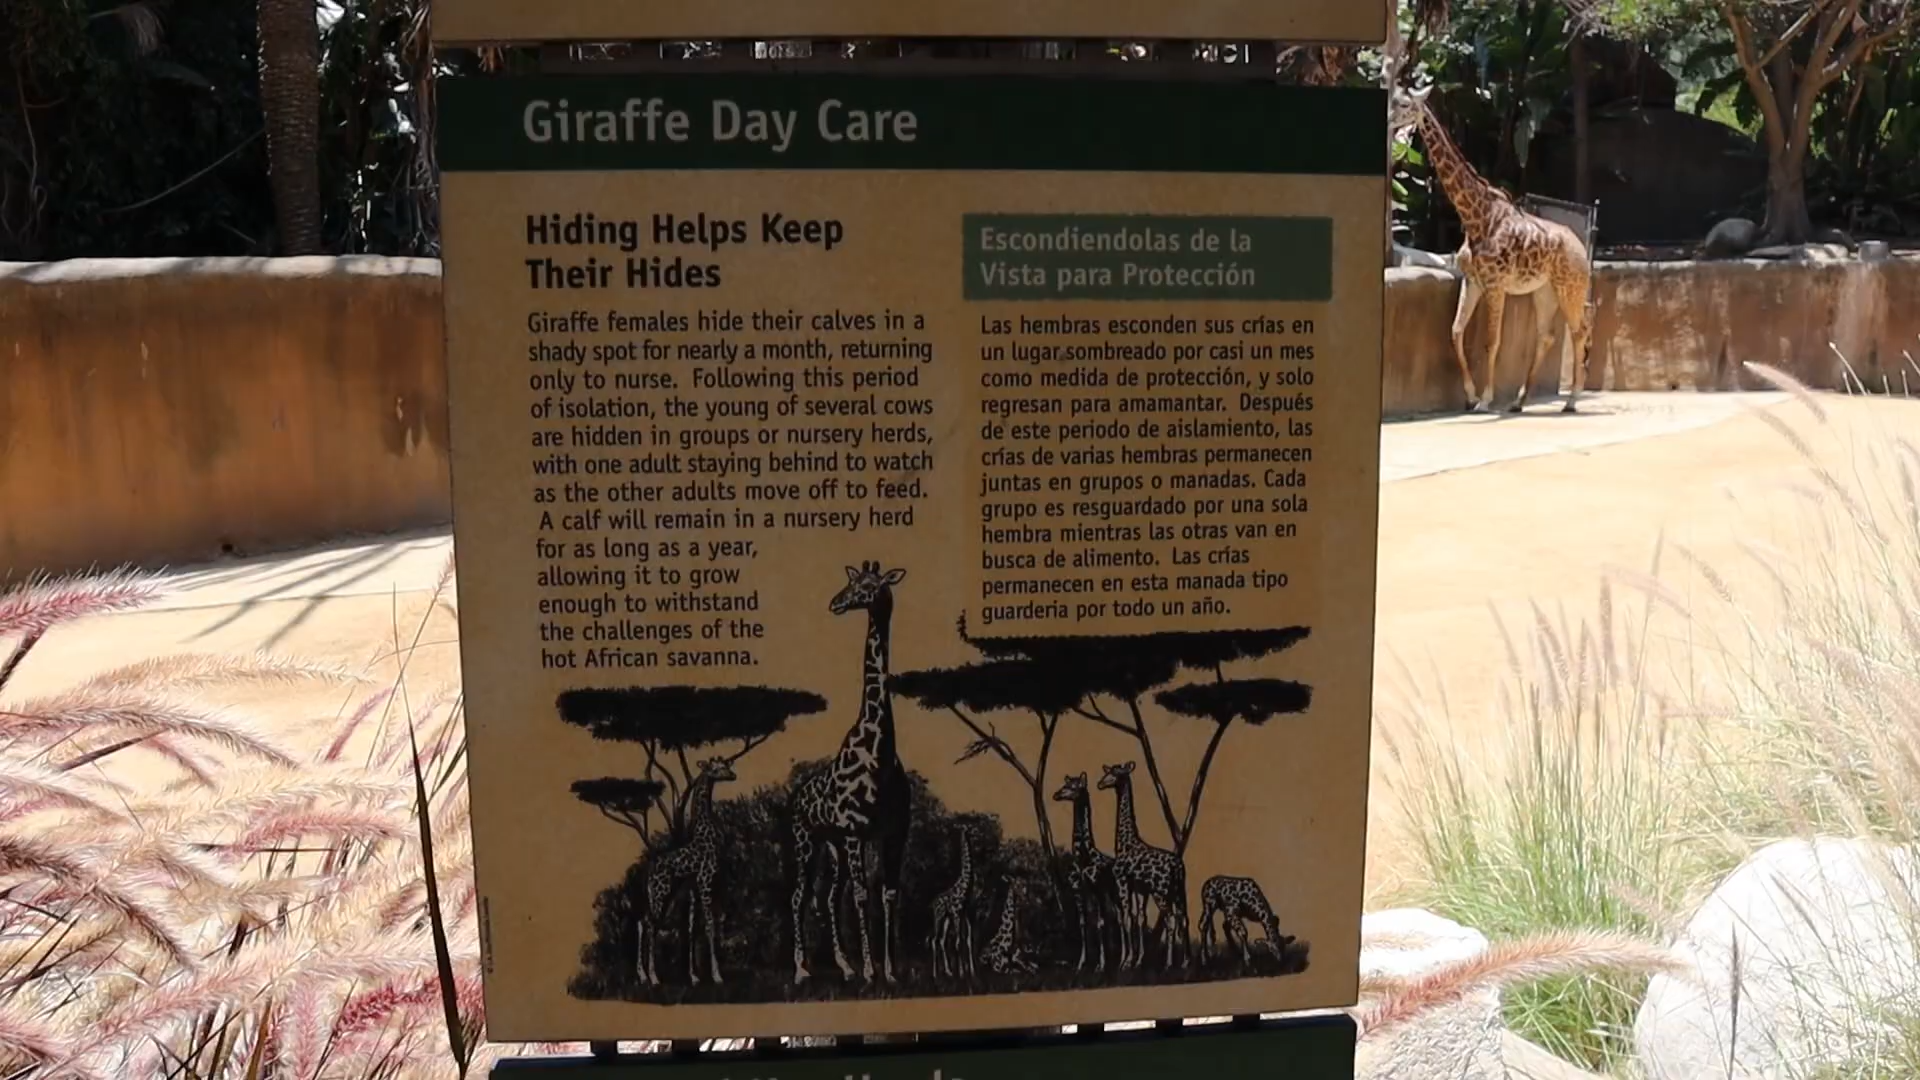 Giraffe Day Care
Hiding Helps Keep
Their Hides
Giraffe females hide their calves in a
shady spot for nearly a month, returning
only to nurse. Following this period
of isolation, the young of several cows
are hidden in groups or nursery herds,
with one adult staying behind to watch
as the other adults move off to feed.
A calf will remain in a nursery herd
for as long as a year,
allowing it to grow
enough to withstand
the challenges of the
hot African savanna.
Escondiendolas de la
Vista para Protección
Las hembras esconden sus crías en
un lugar sombreado por casi un mes
como medida de protección, y solo
regresan para amamantar. Después
de este periodo de aislamiento, las
crías de varias hembras permanecen
juntas en grupos o manadas. Cada
grupo es resguardado por una sola
hembra mientras las otras van en
busca de alimento. Las crías
permanecen en esta manada tipo
guarderia por todo un año.